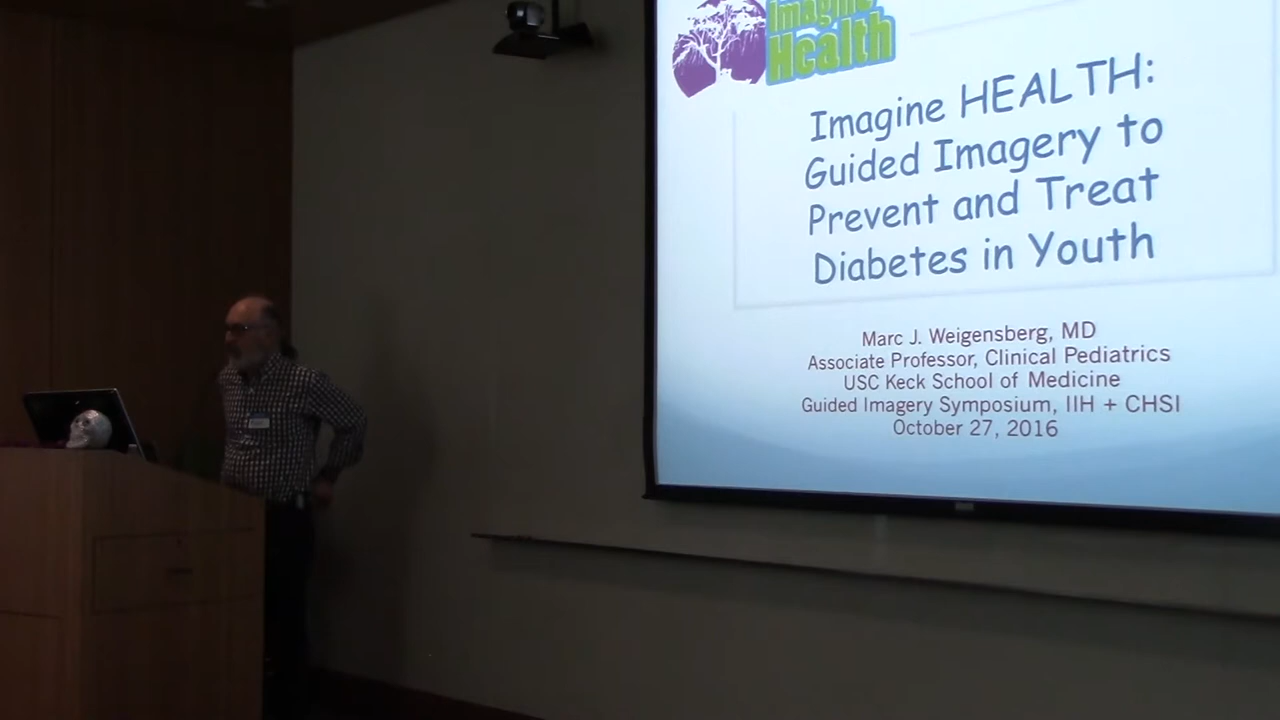 imagine
Health
Imagine HEALTH:
Guided Imagery to
Prevent and Treat
Diabetes in Youth
Marc J. Weigensberg, MD
Associate Professor, Clinical Pediatrics
USC Keck School of Medicine
Guided Imagery Symposium, IIH + CHSI
October 27, 2016